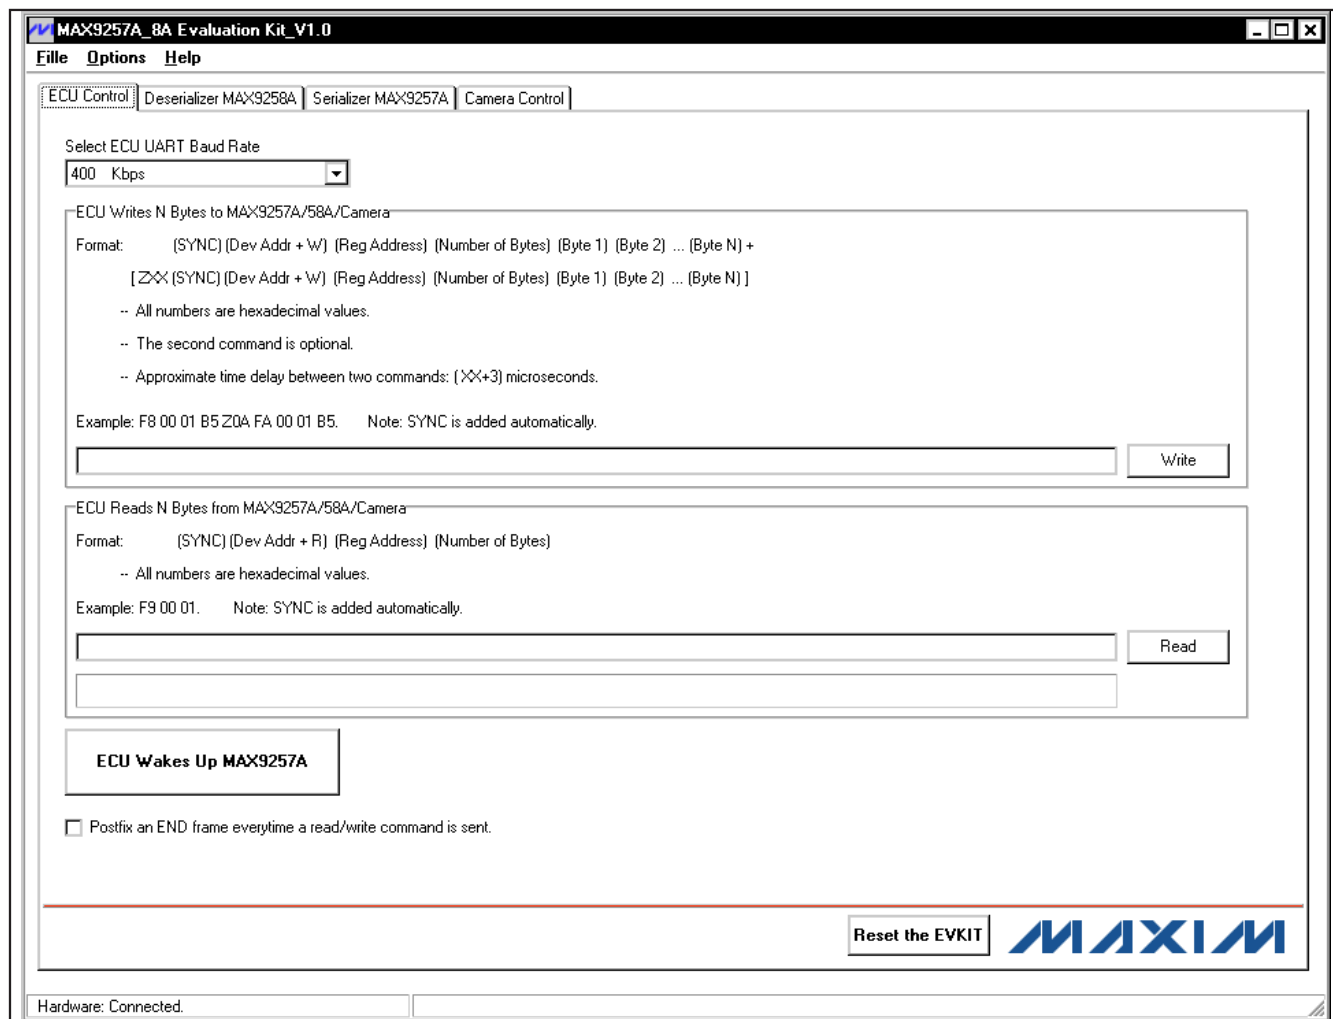 MAX9257A_8A Evaluation Kit_V1.0
Fille Options Help
ECU Control Deserializer MAX9258A Serializer MAX9257A Camera Control
Select ECU UART Baud Rate
400 Kbps
ECU Writes N Bytes to MAX9257A/58A/Camera
Format: (SYNC) (Dev Addr + W) (Reg Address) (Number of Bytes) (Byte 1) (Byte 2) ... (Byte N) +
[ ZXX (SYNC) (Dev Addr + W) (Reg Address) (Number of Bytes) (Byte 1) (Byte 2) ... (Byte N) ]
-- All numbers are hexadecimal values.
-- The second command is optional.
-- Approximate time delay between two commands: (XX+3) microseconds.
Example: F8 00 01 B5 Z0A FA 00 01 B5. Note: SYNC is added automatically.
Write
ECU Reads N Bytes from MAX9257A/58A/Camera
Format: (SYNC) (Dev Addr + R) (Reg Address) (Number of Bytes)
-- All numbers are hexadecimal values.
Example: F9 00 01. Note: SYNC is added automatically.
Read
ECU Wakes Up MAX9257A
Postfix an END frame everytime a read/write command is sent.
Reset the EVKIT
MAXIM
Hardware: Connected.